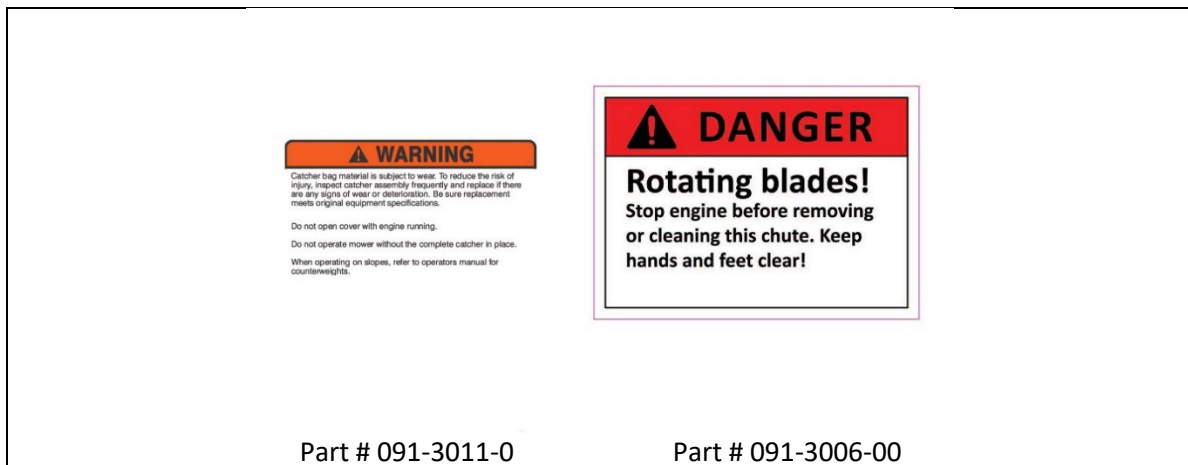 WARNING
Catcher bag material is subject to wear. To reduce the risk of
injury, inspect catcher assembly frequently and replace if there
are any signs of wear or deterioration. Be sure replacement
meets original equipment specifications.
Do not open cover with engine running.
Do not operate mower without the complete catcher in place.
When operating on slopes, refer to operators manual for
counterweights.
DANGER
Rotating blades!
Stop engine before removing
or cleaning this chute. Keep
hands and feet clear!
Part # 091-3011-0
Part # 091-3006-00